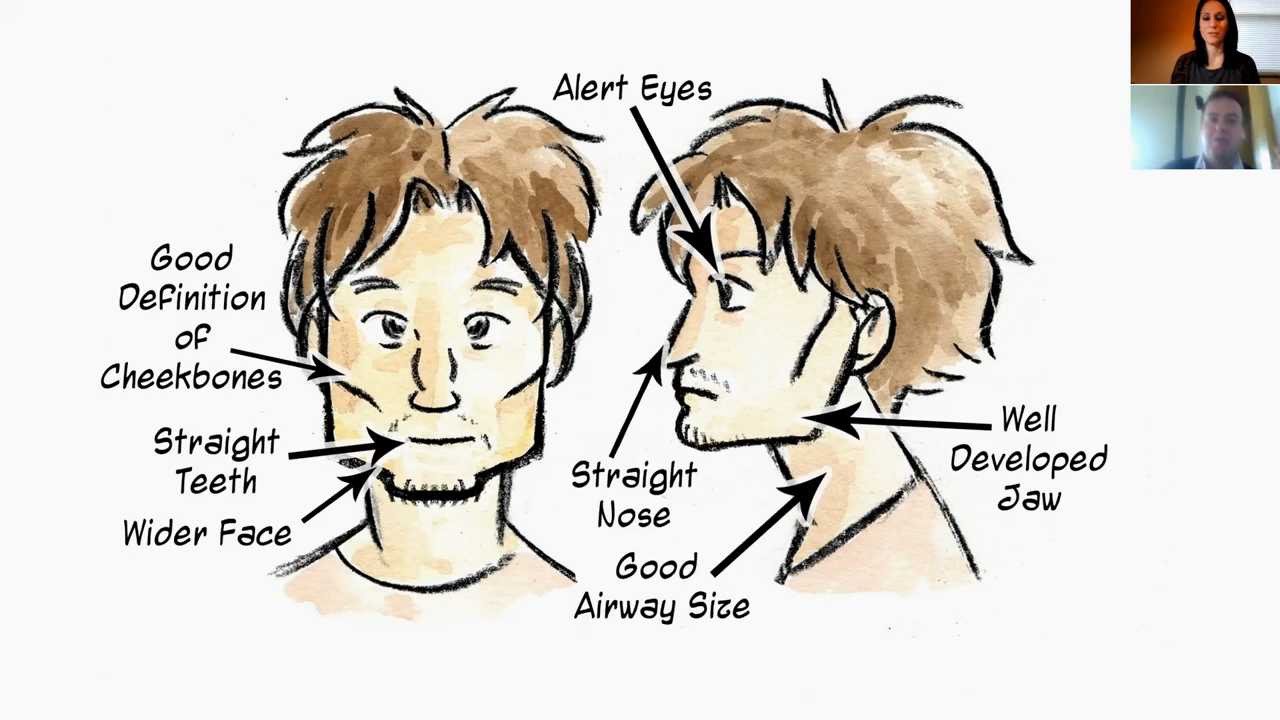 Alert Eyes
Good
Definition
of
Cheekbones
Straight
Teeth
Wider Face
Straight
Nose
Good
Airway Size
Well
Developed
Jaw